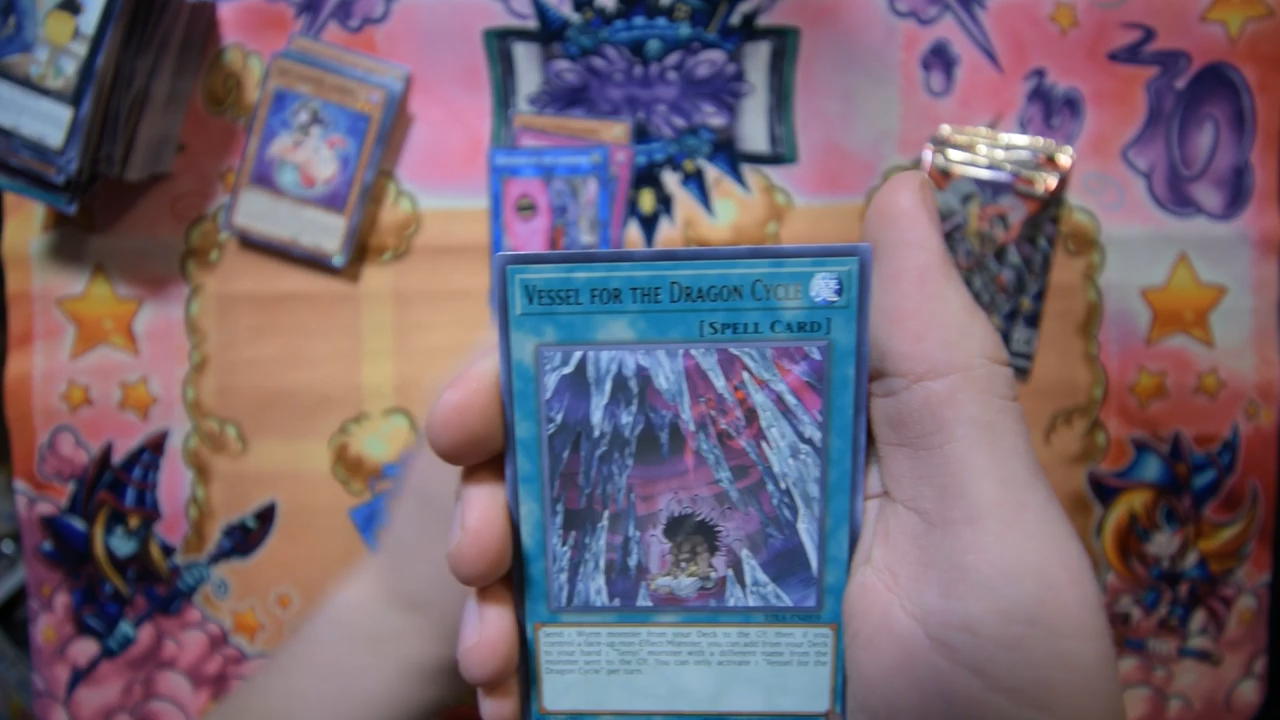 VESSEL FOR THE DRAGON CYCLE
[SPELL CARD]
Send 1 Wyrm monster from your Deck to the GY, then, if you
control a face-up non-Effect Monster, you can add from your Deck
to your hand 1 "Tenyi" monster with a different name from the
monster sent to the GY. You can only activate 1 "Vessel for the
Dragon Cycle" per turn.